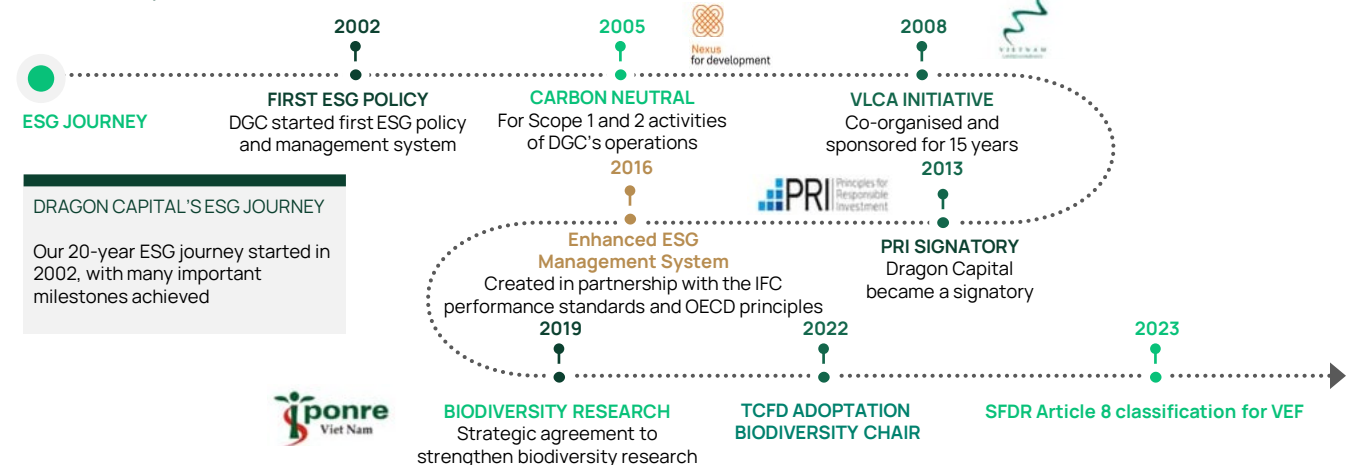 2002
2005
2008
Nexus
for development
VIETNAM
ESG JOURNEY
FIRST ESG POLICY
DGC started first ESG policy
and management system
CARBON NEUTRAL
For Scope 1 and 2 activities
of DGC's operations
VLCA INITIATIVE
Co-organised and
sponsored for 15 years
2016
PRI
Principles for
Responsible
Investment
2013
DRAGON CAPITAL'S ESG JOURNEY
Our 20-year ESG journey started in
2002, with many important
milestones achieved
Enhanced ESG
Management System
Created in partnership with the IFC
performance standards and OECD principles
PRI SIGNATORY
Dragon Capital
became a signatory
2019
2022
2023
iponre
Viet Nam
BIODIVERSITY RESEARCH
Strategic agreement to
strengthen biodiversity research
TCFD ADOPTATION
BIODIVERSITY CHAIR
SFDR Article 8 classification for VEF